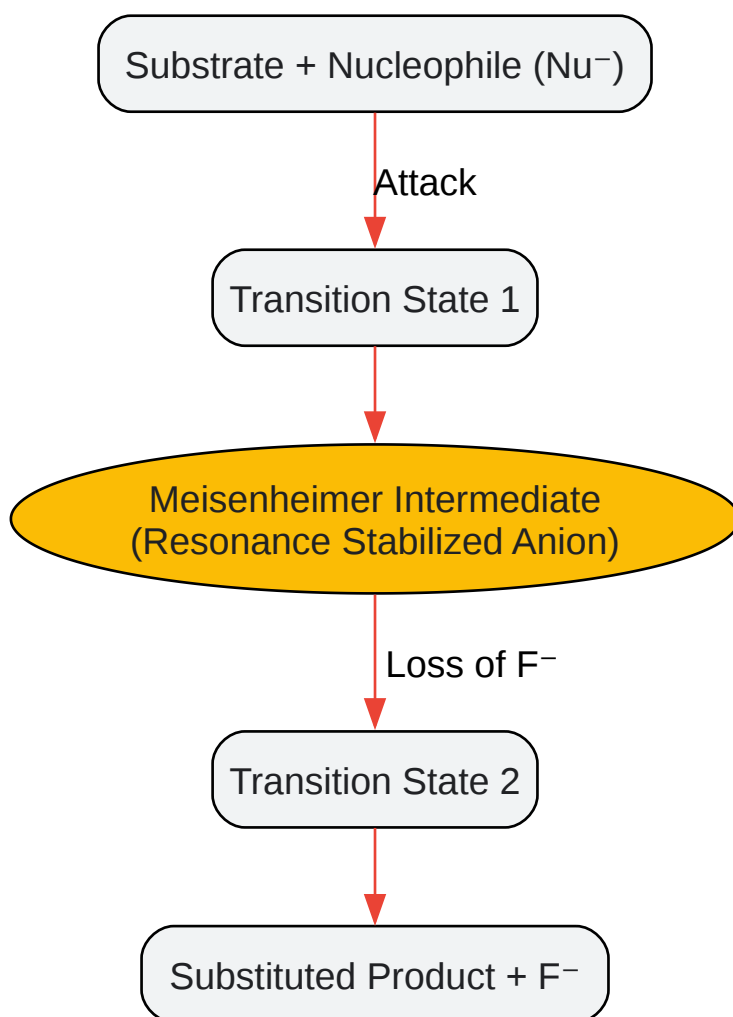 Substrate + Nucleophile (Nu⁻)
Attack
Transition State 1
Meisenheimer Intermediate
(Resonance Stabilized Anion)
Loss of F⁻
Transition State 2
Substituted Product + F⁻